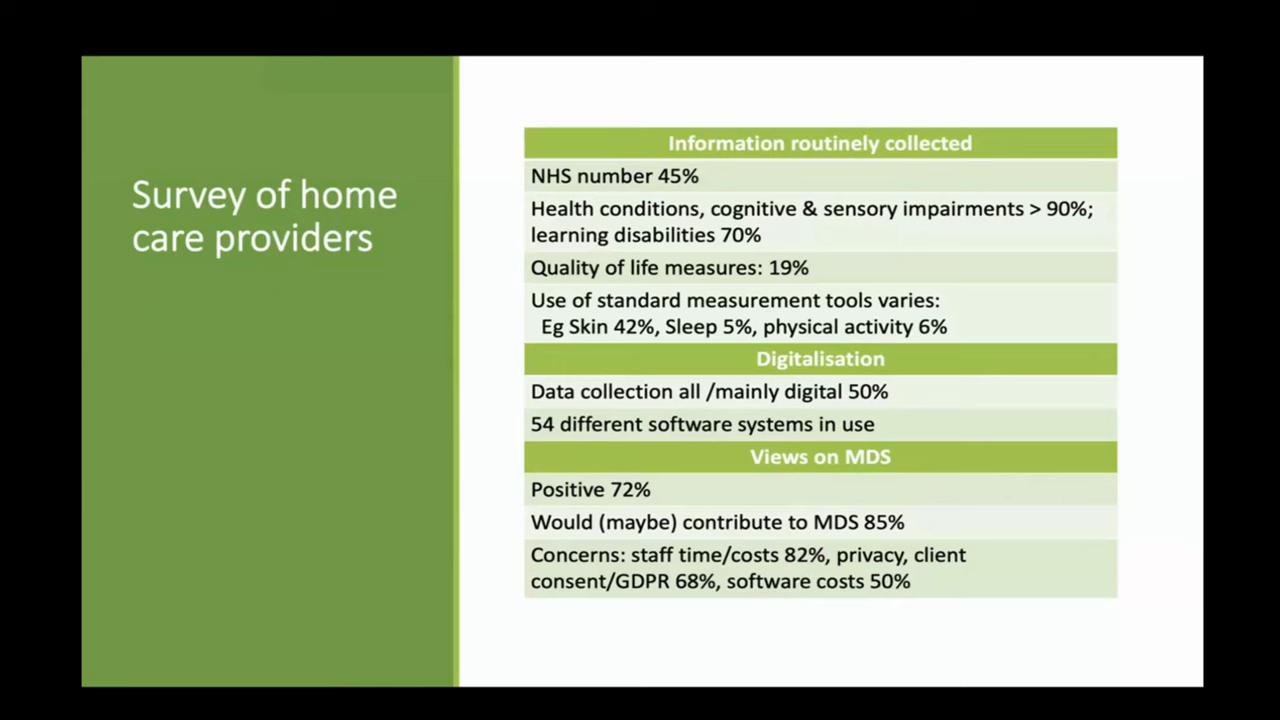 Survey of home
care providers
Information routinely collected
NHS number 45%
Health conditions, cognitive & sensory impairments > 90%;
learning disabilities 70%
Quality of life measures: 19%
Use of standard measurement tools varies:
Eg Skin 42%, Sleep 5%, physical activity 6%
Digitalisation
Data collection all /mainly digital 50%
54 different software systems in use
Views on MDS
Positive 72%
Would (maybe) contribute to MDS 85%
Concerns: staff time/costs 82%, privacy, client
consent/GDPR 68%, software costs 50%